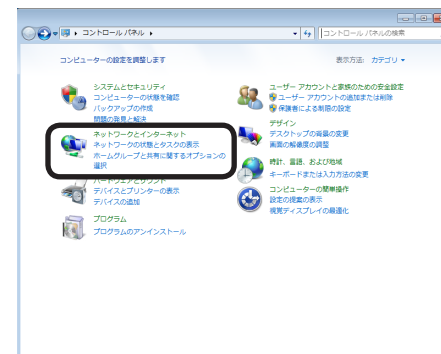 コントロール パネル
コントロール パネルの検索
コンピューターの設定を調整します
表示方法: カテゴリ
システムとセキュリティ
コンピューターの状態を確認
バックアップの作成
問題の発見と解決
ネットワークとインターネット
ネットワークの状態とタスクの表示
ホームグループと共有に関するオプションの
選択
ハードウェアとサウンド
デバイスとプリンターの表示
デバイスの追加
プログラム
プログラムのアンインストール
ユーザー アカウントと家族のための安全設定
ユーザー アカウントの追加または削除
保護者による制限の設定
デザイン
デスクトップの背景の変更
画面の解像度の調整
時計、言語、および地域
キーボードまたは入力方法の変更
コンピューターの簡単操作
設定の提案の表示
視覚ディスプレイの最適化